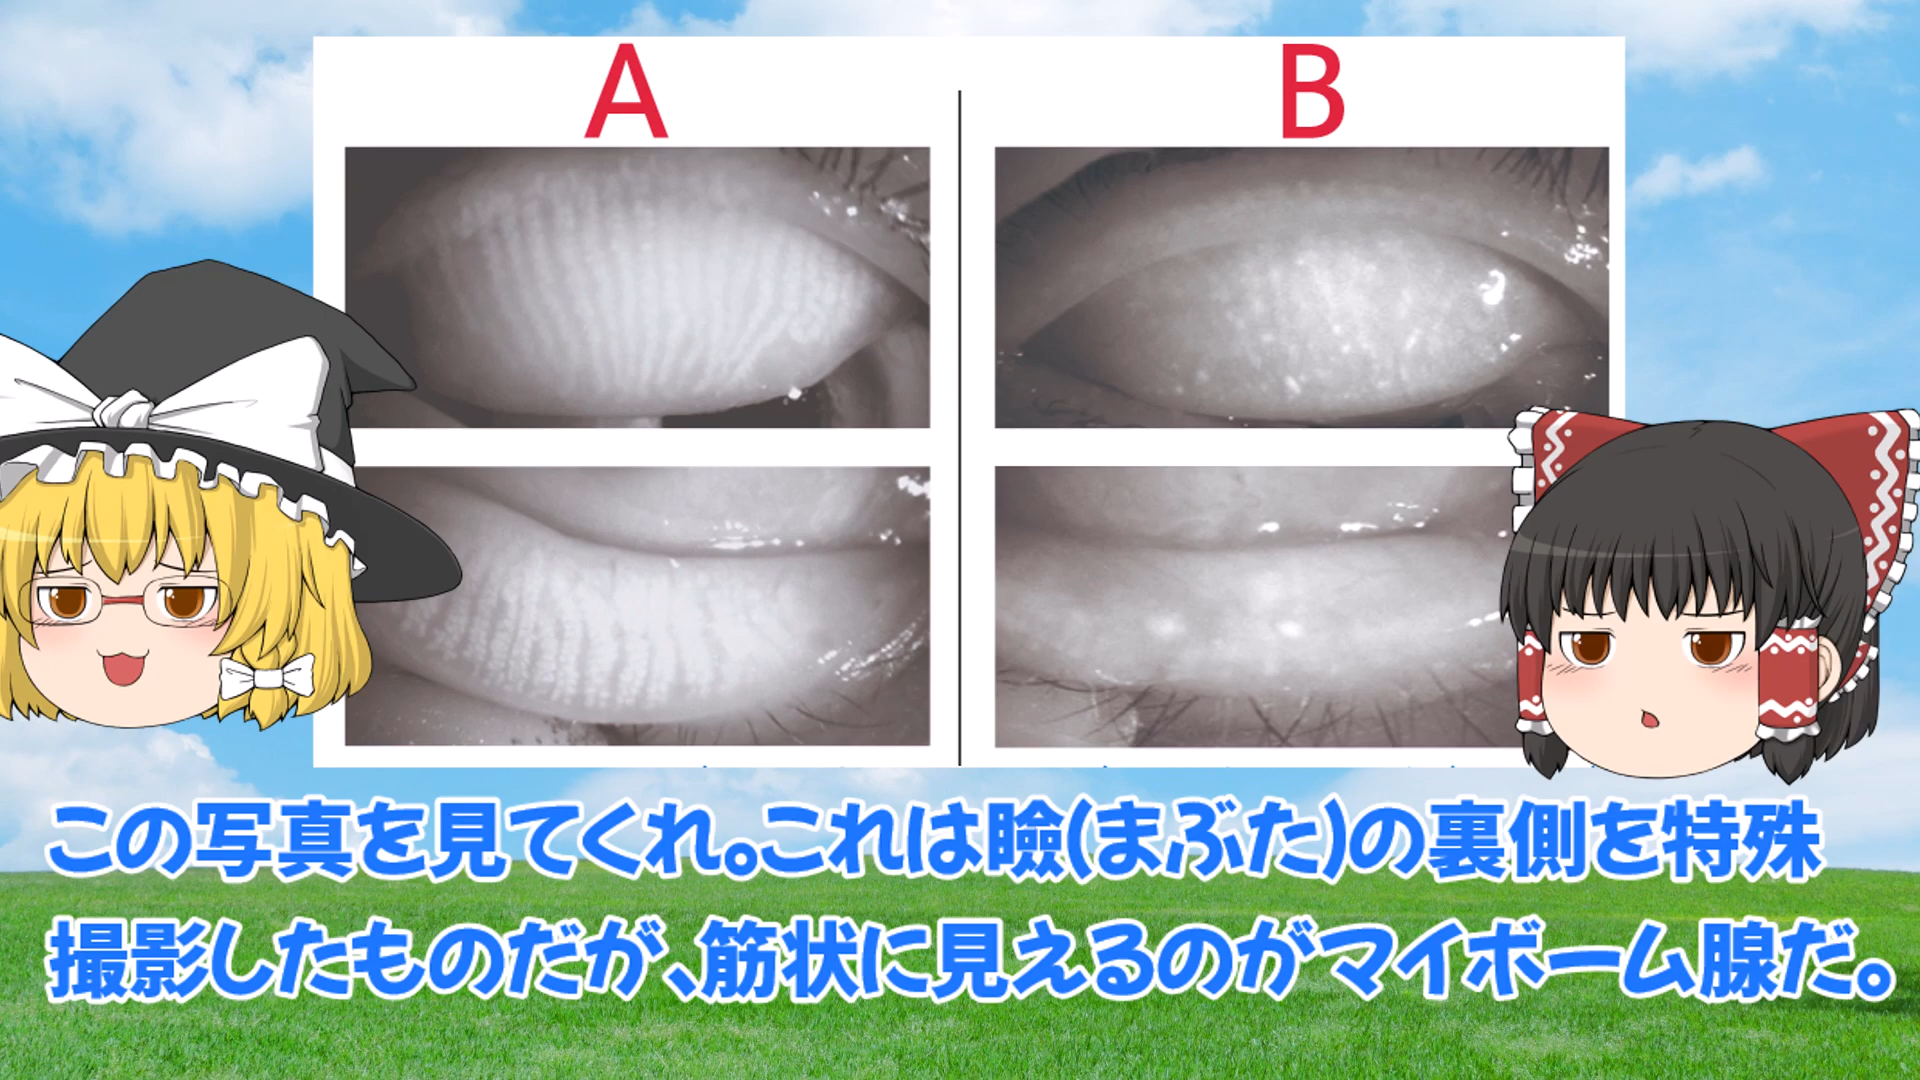 A
B
この写真を見てくれ。これは瞼(まぶた)の裏側を特殊
撮影したものだが、筋状に見えるのがマイボーム腺だ。